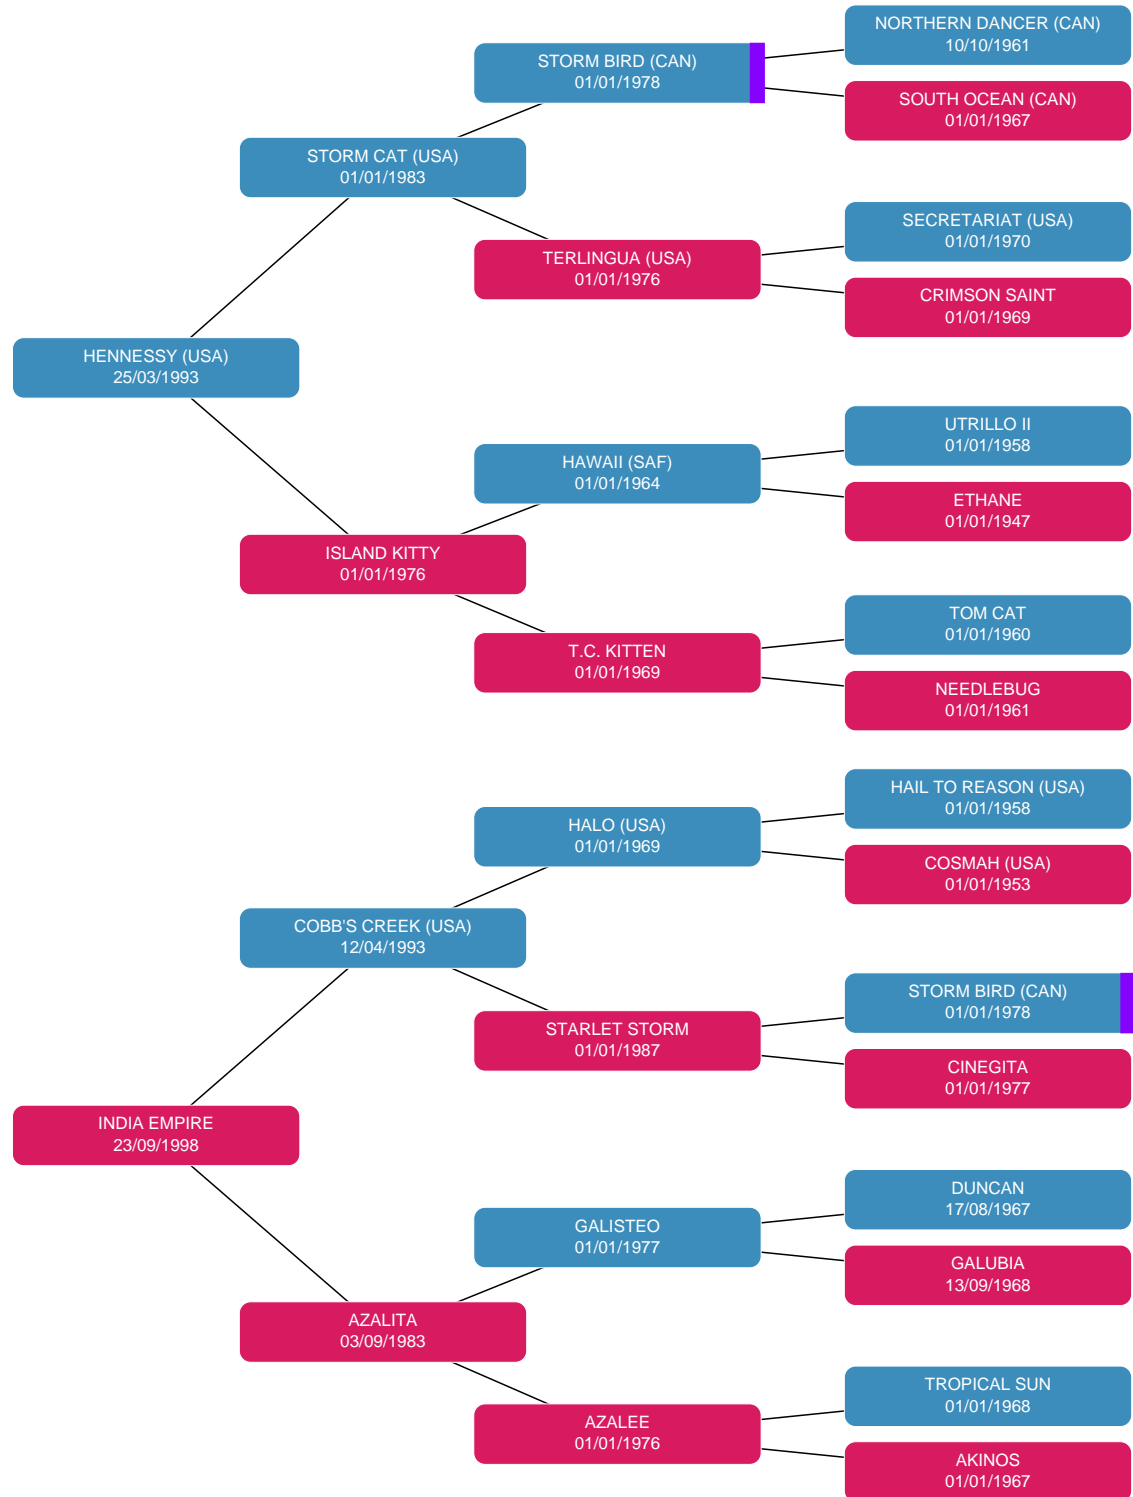 NORTHERN DANCER (CAN)
10/10/1961
STORM BIRD (CAN)
01/01/1978
SOUTH OCEAN (CAN)
01/01/1967
STORM CAT (USA)
01/01/1983
SECRETARIAT (USA)
01/01/1970
TERLINGUA (USA)
01/01/1976
CRIMSON SAINT
01/01/1969
HENNESSY (USA)
25/03/1993
UTRILLO II
01/01/1958
HAWAII (SAF)
01/01/1964
ETHANE
01/01/1947
ISLAND KITTY
01/01/1976
TOM CAT
01/01/1960
T.C. KITTEN
01/01/1969
NEEDLEBUG
01/01/1961
HAIL TO REASON (USA)
01/01/1958
HALO (USA)
01/01/1969
COSMAH (USA)
01/01/1953
COBB'S CREEK (USA)
12/04/1993
STORM BIRD (CAN)
01/01/1978
STARLET STORM
01/01/1987
CINEGITA
01/01/1977
INDIA EMPIRE
23/09/1998
DUNCAN
17/08/1967
GALISTEO
01/01/1977
GALUBIA
13/09/1968
AZALITA
03/09/1983
TROPICAL SUN
01/01/1968
AZALEE
01/01/1976
AKINOS
01/01/1967